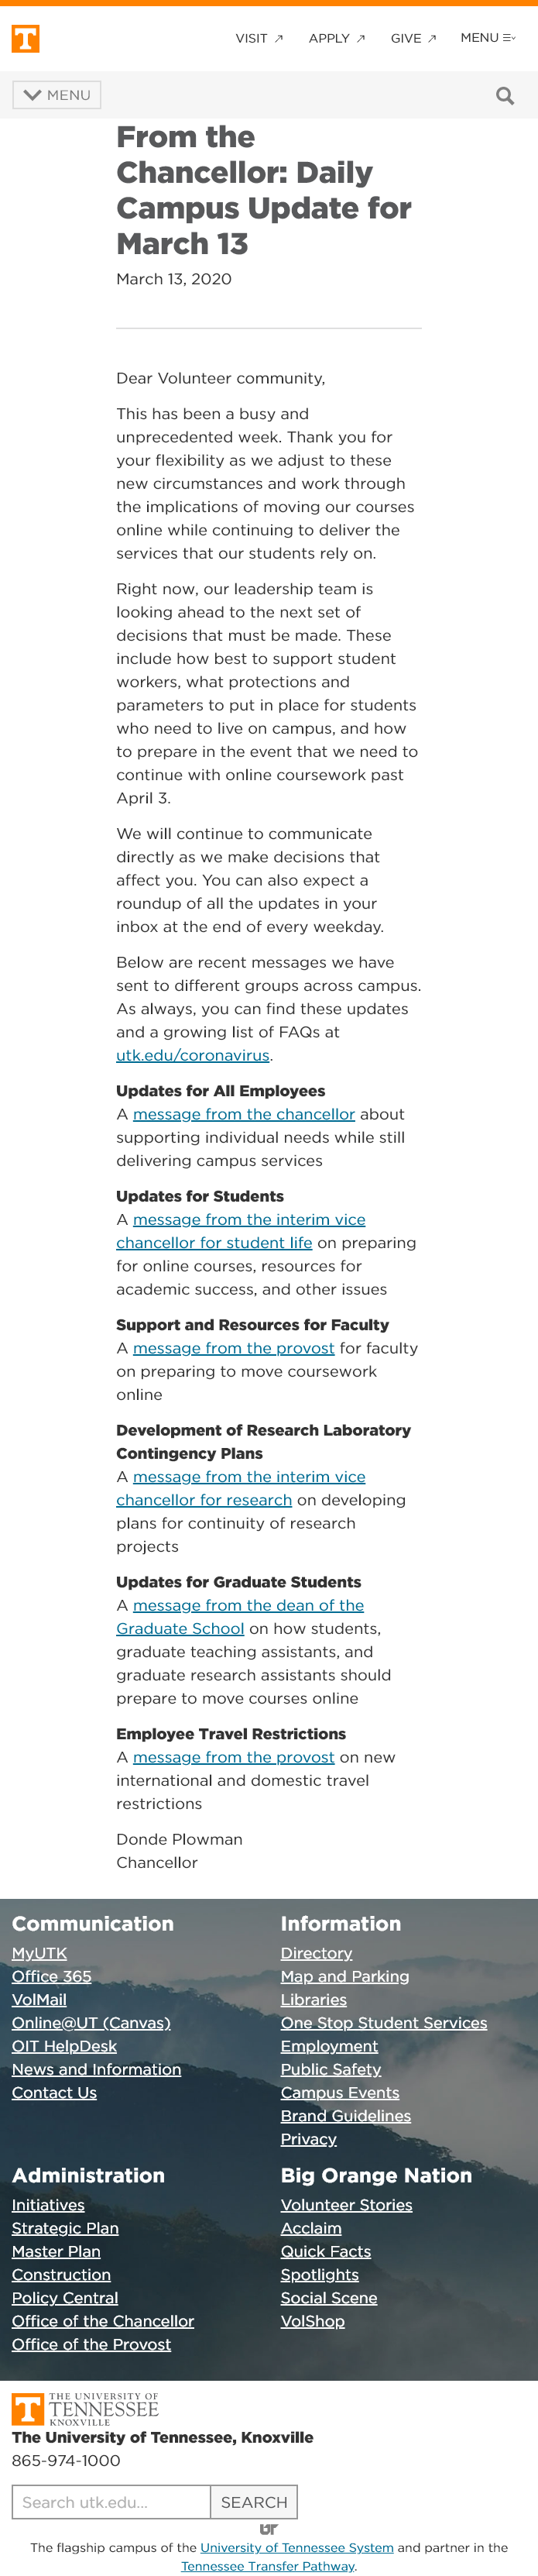 T
VISIT APPLY GIVE MENU
MENU
From the
Chancellor: Daily
Campus Update for
March 13
March 13, 2020
Dear Volunteer community,
This has been a busy and
unprecedented week. Thank you for
your flexibility as we adjust to these
new circumstances and work through
the implications of moving our courses
online while continuing to deliver the
services that our students rely on.
Right now, our leadership team is
looking ahead to the next set of
decisions that must be made. These
include how best to support student
workers, what protections and
parameters to put in place for students
who need to live on campus, and how
to prepare in the event that we need to
continue with online coursework past
April 3.
We will continue to communicate
directly as we make decisions that
affect you. You can also expect a
roundup of all the updates in your
inbox at the end of every weekday.
Below are recent messages we have
sent to different groups across campus.
As always, you can find these updates
and a growing list of FAQs at
utk.edu/coronavirus.
Updates for All Employees
A message from the chancellor about
supporting individual needs while still
delivering campus services
Updates for Students
A message from the interim vice
chancellor for student life on preparing
for online courses, resources for
academic success, and other issues
Support and Resources for Faculty
A message from the provost for faculty
on preparing to move coursework
online
Development of Research Laboratory
Contingency Plans
A message from the interim vice
chancellor for research on developing
plans for continuity of research
projects
Updates for Graduate Students
A message from the dean of the
Graduate School on how students,
graduate teaching assistants, and
graduate research assistants should
prepare to move courses online
Employee Travel Restrictions
A message from the provost on new
international and domestic travel
restrictions
Donde Plowman
Chancellor
Communication
MyUTK
Office 365
VolMail
Online@UT (Canvas)
OIT HelpDesk
News and Information
Contact Us
Information
Directory
Map and Parking
Libraries
One Stop Student Services
Employment
Public Safety
Campus Events
Brand Guidelines
Privacy
Administration
Initiatives
Strategic Plan
Master Plan
Construction
Policy Central
Office of the Chancellor
Office of the Provost
Big Orange Nation
Volunteer Stories
Acclaim
Quick Facts
Spotlights
Social Scene
VolShop
T
THE UNIVERSITY OF
TENNESSEE
KNOXVILLE
The University of Tennessee, Knoxville
865-974-1000
Search utk.edu... SEARCH
UT
The flagship campus of the University of Tennessee System and partner in the
Tennessee Transfer Pathway.